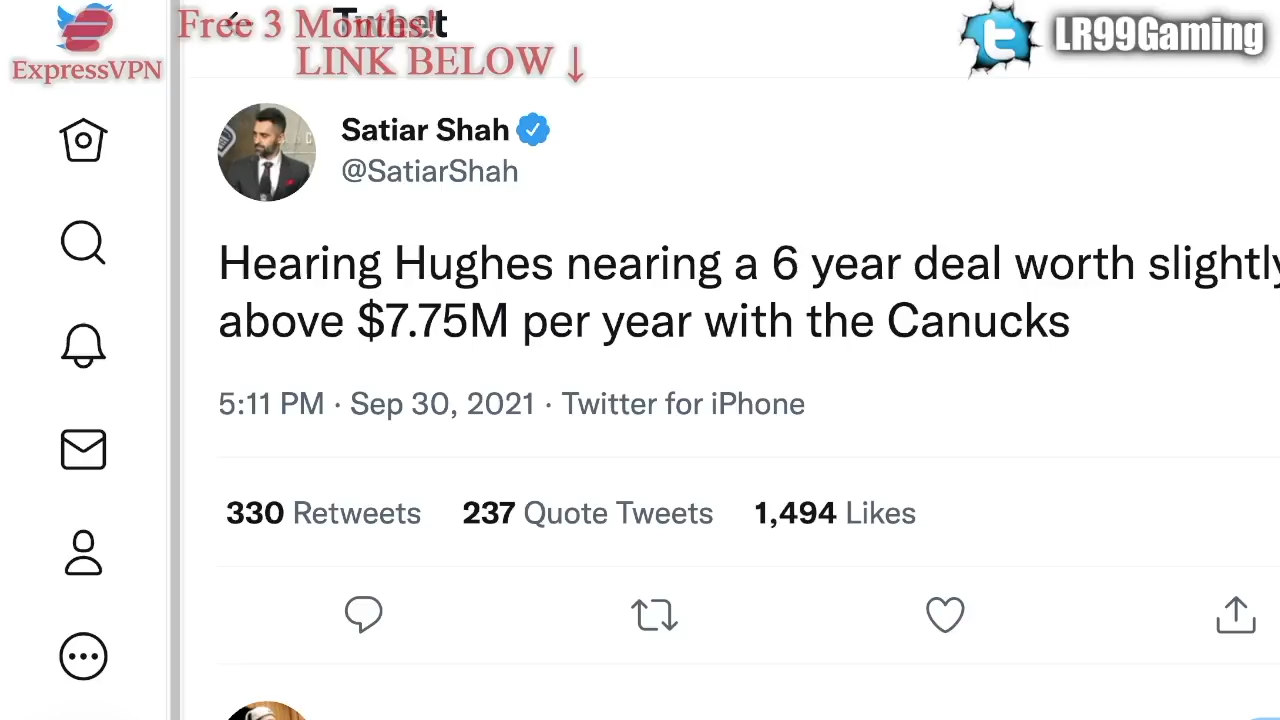 Free 3 Months!
Tweet
LINK BELOW ↓
ExpressVPN
LR99Gaming
Satiar Shah
@SatiarShah
Hearing Hughes nearing a 6 year deal worth slightly
above $7.75M per year with the Canucks
5:11 PM · Sep 30, 2021 · Twitter for iPhone
330 Retweets 237 Quote Tweets 1,494 Likes